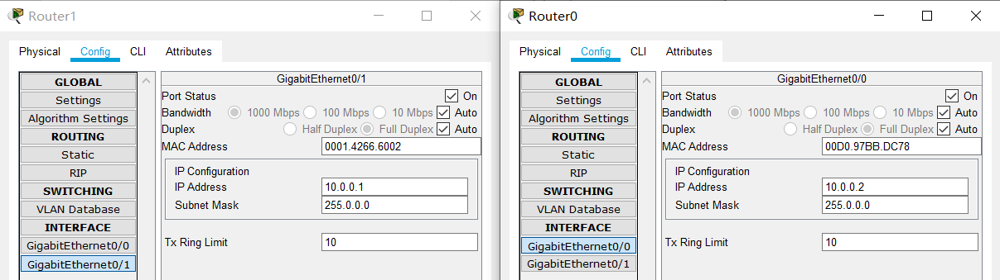 Router1
Physical Config CLI Attributes
GLOBAL
Settings
Algorithm Settings
ROUTING
Static
RIP
SWITCHING
VLAN Database
INTERFACE
GigabitEthernet0/0
GigabitEthernet0/1
GigabitEthernet0/1
Port Status On
Bandwidth 1000 Mbps 100 Mbps 10 Mbps Auto
Duplex Half Duplex Full Duplex Auto
MAC Address 0001.4266.6002
IP Configuration
IP Address 10.0.0.1
Subnet Mask 255.0.0.0
Tx Ring Limit 10
Router0
Physical Config CLI Attributes
GLOBAL
Settings
Algorithm Settings
ROUTING
Static
RIP
SWITCHING
VLAN Database
INTERFACE
GigabitEthernet0/0
GigabitEthernet0/1
GigabitEthernet0/0
Port Status On
Bandwidth 1000 Mbps 100 Mbps 10 Mbps Auto
Duplex Half Duplex Full Duplex Auto
MAC Address 00D0.97BB.DC78
IP Configuration
IP Address 10.0.0.2
Subnet Mask 255.0.0.0
Tx Ring Limit 10